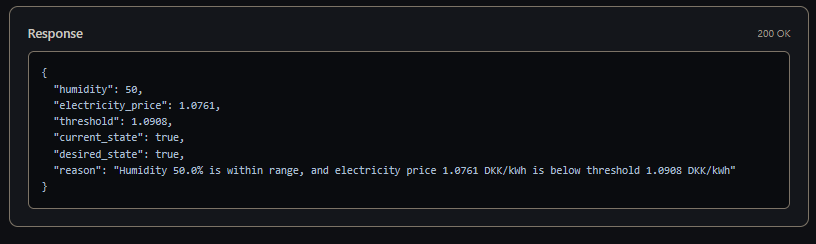 Response
200 OK
{
  "humidity": 50,
  "electricity_price": 1.0761,
  "threshold": 1.0908,
  "current_state": true,
  "desired_state": true,
  "reason": "Humidity 50.0% is within range, and electricity price 1.0761 DKK/kWh is below threshold 1.0908 DKK/kWh"
}